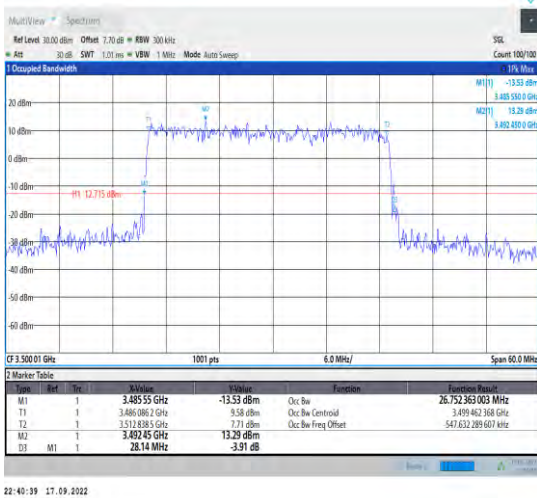 MultiView Spectrum
Ref Level 30.00 dBm Offset 7.70 dB RBW 300 kHz SGL
Att 30 dB SWT 1.01 ms VBW 1 MHz Mode Auto Sweep Count 100/100
1 Occupied Bandwidth 1Pk Max
M1[1] -13.53 dBm
3.485 550 0 GHz
M2[1] 13.29 dBm
3.492 450 0 GHz
20 dBm
10 dBm
0 dBm
-10 dBm
H1 12.715 dBm
-20 dBm
-30 dBm
-40 dBm
-50 dBm
-60 dBm
T1
M2
T2
M1
CF 3.500 01 GHz 1001 pts 6.0 MHz/ Span 60.0 MHz
2 Marker Table
Type Ref Trc X-Value Y-Value Function Function Result
M1 1 3.485 55 GHz -13.53 dBm Occ Bw 26.752 363 003 MHz
T1 1 3.486 086 2 GHz 9.58 dBm Occ Bw Centroid 3.499 462 368 GHz
T2 1 3.512 838 5 GHz 7.71 dBm Occ Bw Freq Offset -547.632 289 607 kHz
M2 1 3.492 45 GHz 13.29 dBm
D3 M1 1 28.14 MHz -3.91 dB
22:40:39 17.09.2022